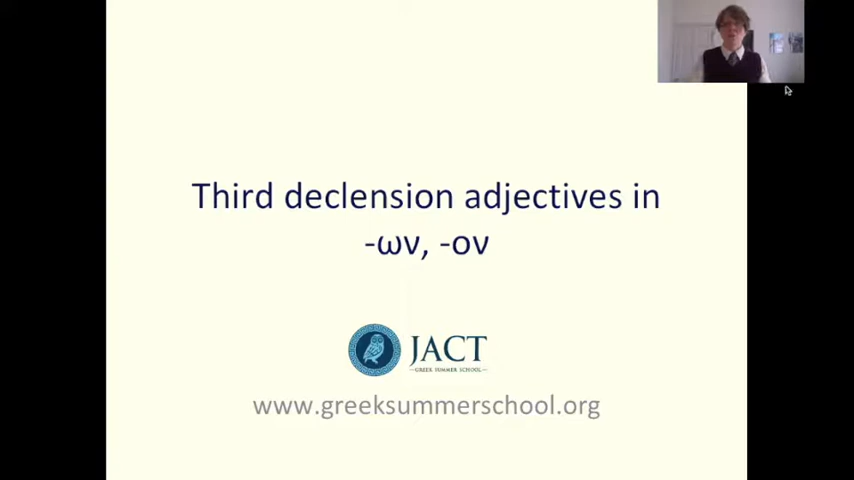 Third declension adjectives in
-ων, -ον
JACT
GREEK SUMMER SCHOOL
www.greeksummerschool.org